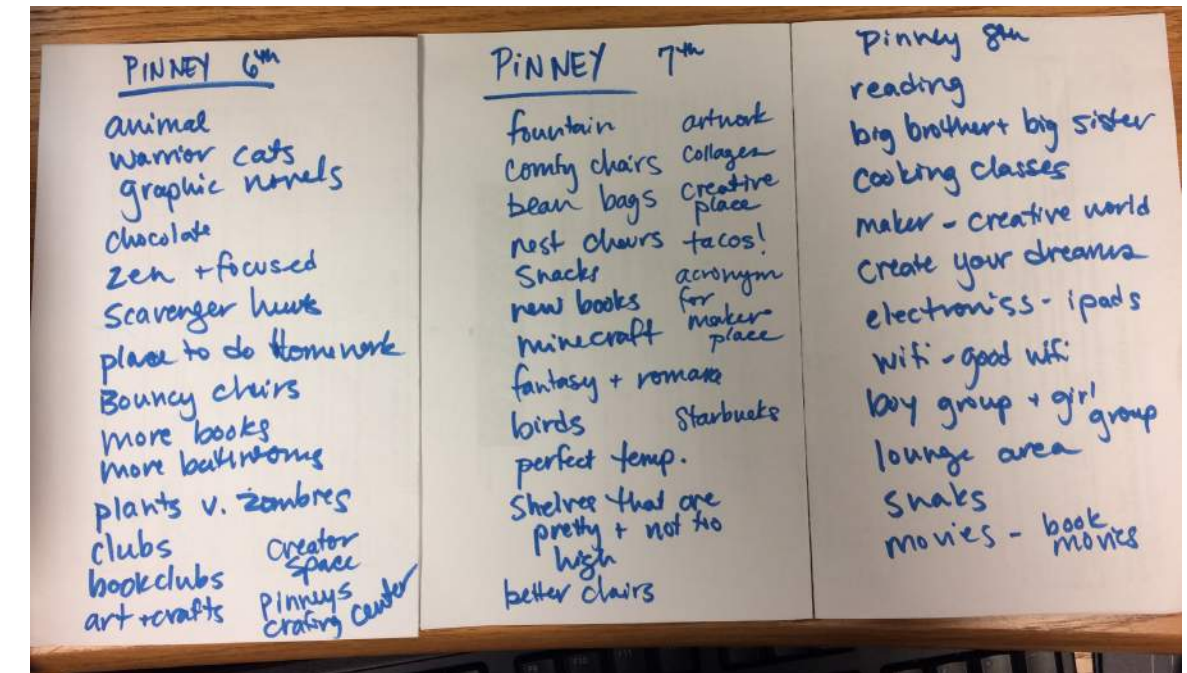 PINNEY 6th
animal
warrior cats
graphic novels
chocolate
zen + focused
scavenger hunt
place to do Homework
Bouncy chairs
more books
more bathrooms
plants v. zombies
clubs
bookclubs
art + crafts
creator
space
Pinneys
crafing center
PINNEY 7th
fountain
comfy chairs
bean bags
nest chairs
snacks
new books
minecraft
fantasy + romance
birds
perfect temp.
Shelves that are
pretty + not too
high
better chairs
artwork
collages
creative
place
tacos!
acronym
for
maker
place
Starbucks
Pinney 8th
reading
big brother + big sister
cooking classes
maker - creative world
create your dreams
electroniss - ipads
wifi - good wifi
boy group + girl
group
lounge area
snaks
movies - book
movies
F9 F10 F11